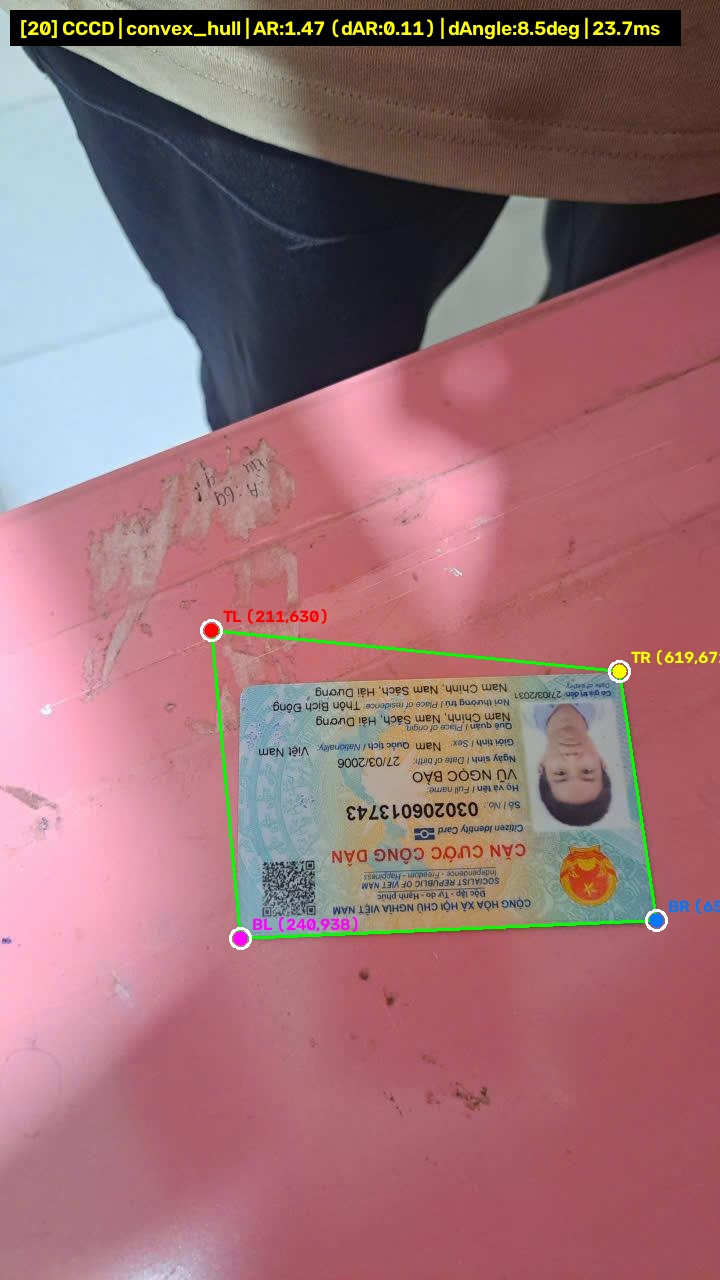 [20] CCCD | convex_hull | AR:1.47 (dAR:0.11) | dAngle:8.5deg | 23.7ms
TL (211,630)
TR (619,67
BL (240,938)
BR (6
CỘNG HÒA XÃ HỘI CHỦ NGHĨA VIỆT NAM
Độc lập - Tự do - Hạnh phúc
SOCIALIST REPUBLIC OF VIET NAM
Independence - Freedom - Happiness
CĂN CƯỚC CÔNG DÂN
Citizen Identity Card
Số / No.: 030206013743
Họ và tên / Full name:
VŨ NGỌC BẢO
Ngày sinh / Date of birth: 27/03/2006
Giới tính / Sex: Nam Quốc tịch / Nationality: Việt Nam
Quê quán / Place of origin:
Nam Chính, Nam Sách, Hải Dương
Nơi thường trú / Place of residence: Thôn Bịch Đông
Nam Chính, Nam Sách, Hải Dương
Có giá trị đến: 27/03/2031
Date of expiry